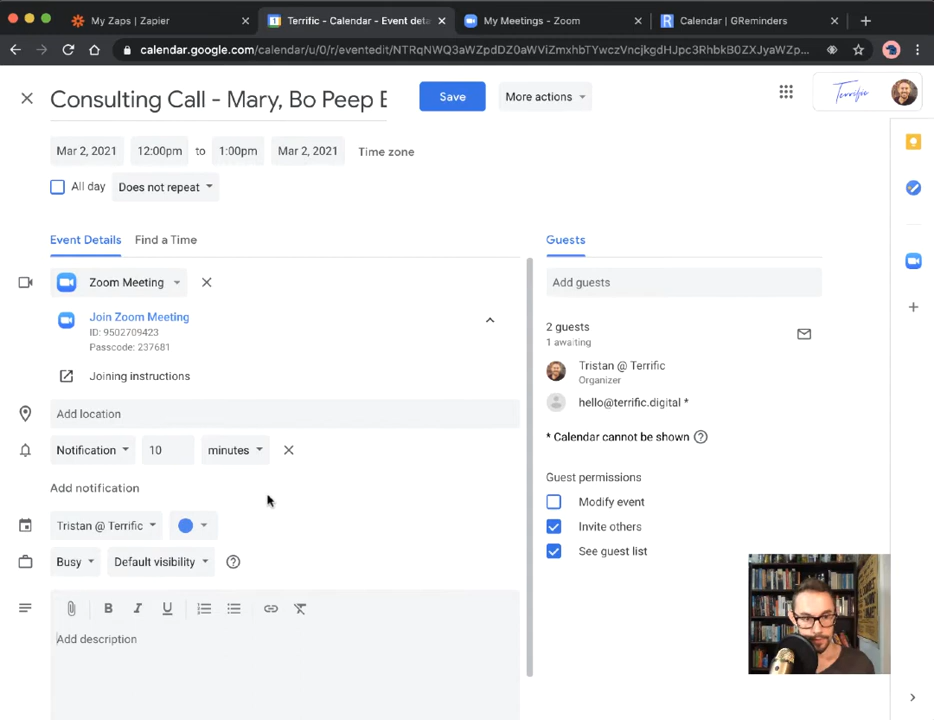 My Zaps | Zapier
Terrific - Calendar - Event deta
My Meetings - Zoom
Calendar | GReminders
calendar.google.com/calendar/u/0/r/eventedit/NTRqNWQ3aWZpdDZ0aWViZmxhbTYwczVncjkgdHJpc3RhbkB0ZXJyaWZp...
Consulting Call - Mary, Bo Peep E
Save
More actions
Terrific
Mar 2, 2021
12:00pm
to
1:00pm
Mar 2, 2021
Time zone
All day
Does not repeat
Event Details
Find a Time
Guests
Zoom Meeting
Add guests
Join Zoom Meeting
ID: 9502709423
Passcode: 237681
2 guests
1 awaiting
Joining instructions
Tristan @ Terrific
Organizer
hello@terrific.digital *
Add location
* Calendar cannot be shown
Notification
10
minutes
Guest permissions
Add notification
Modify event
Invite others
See guest list
Tristan @ Terrific
Busy
Default visibility
B I U
Add description